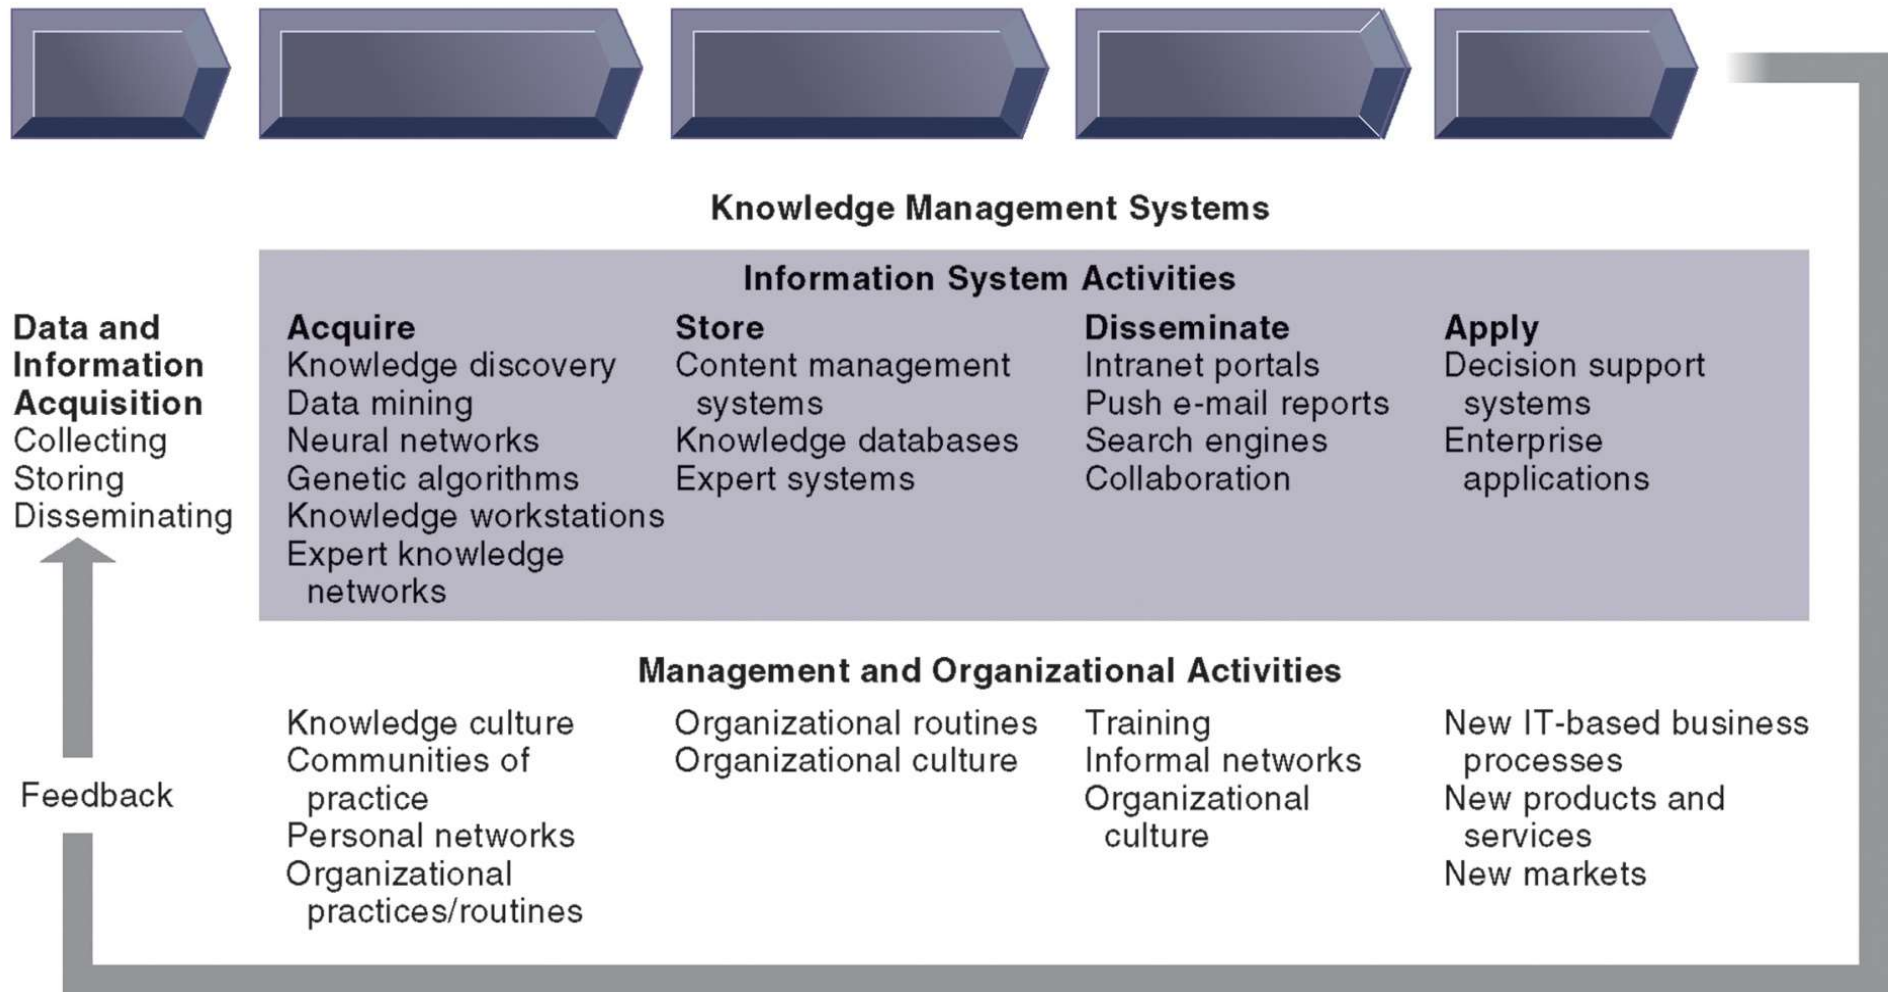 Knowledge Management Systems
Information System Activities
Data and
Information
Acquisition
Collecting
Storing
Disseminating
Acquire
Knowledge discovery
Data mining
Neural networks
Genetic algorithms
Knowledge workstations
Expert knowledge
networks
Store
Content management
systems
Knowledge databases
Expert systems
Disseminate
Intranet portals
Push e-mail reports
Search engines
Collaboration
Apply
Decision support
systems
Enterprise
applications
Management and Organizational Activities
Knowledge culture
Communities of
practice
Personal networks
Organizational
practices/routines
Organizational routines
Organizational culture
Training
Informal networks
Organizational
culture
New IT-based business
processes
New products and
services
New markets
Feedback